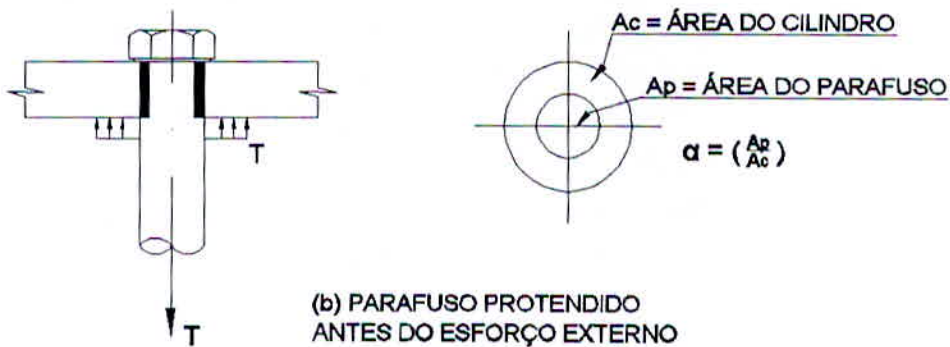 Ac = ÁREA DO CILINDRO
Ap = ÁREA DO PARAFUSO
α = (Ap/Ac)
T
T
(b) PARAFUSO PROTENDIDO
ANTES DO ESFORÇO EXTERNO